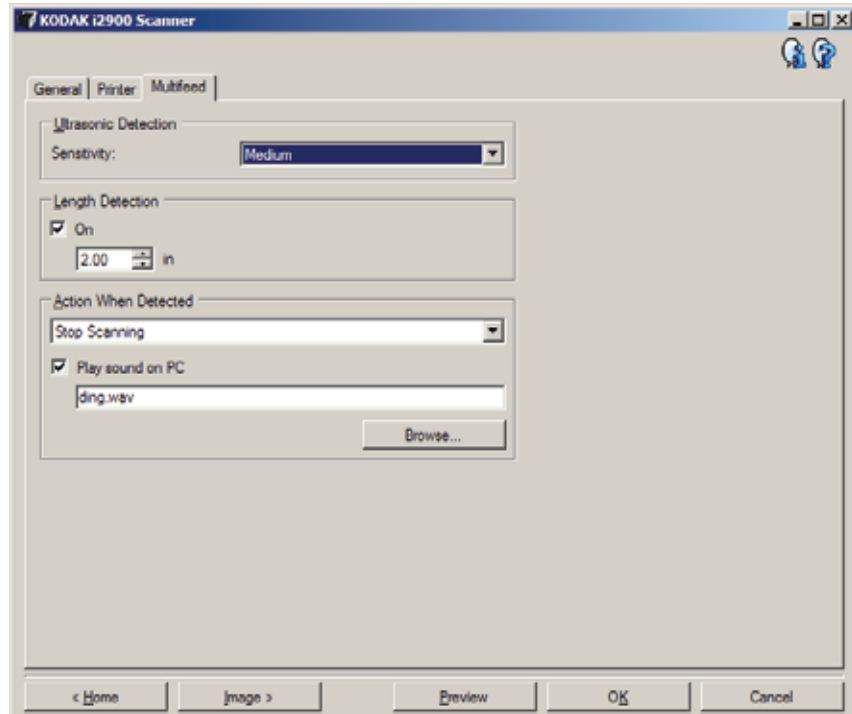 KODAK i2900 Scanner
General Printer Multifeed
Ultrasonic Detection
Sensitivity: Medium
Length Detection
On
2.00 in
Action When Detected
Stop Scanning
Play sound on PC
ding.wav
Browse...
< Home Image > Preview OK Cancel